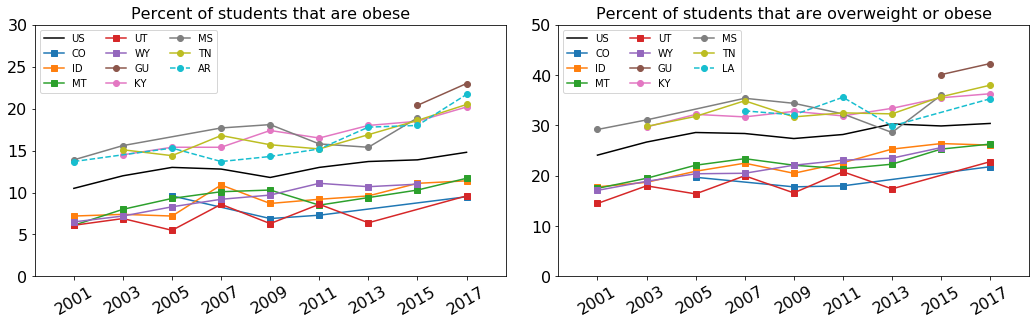 Percent of students that are obese
30
25
20
15
10
5
0
US UT MS
CO WY TN
ID GU AR
MT KY
2001 2003 2005 2007 2009 2011 2013 2015 2017
Percent of students that are overweight or obese
50
40
30
20
10
0
US UT MS
CO WY TN
ID GU LA
MT KY
2001 2003 2005 2007 2009 2011 2013 2015 2017